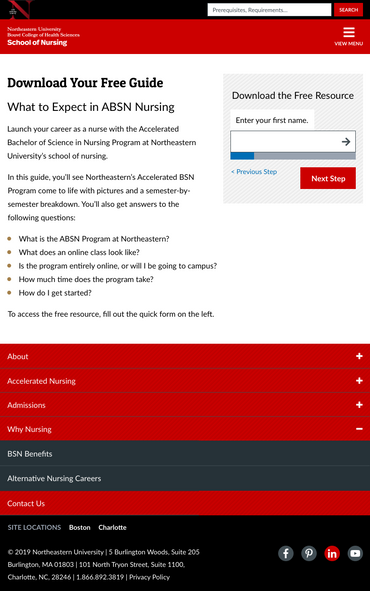 Prerequisites, Requirements...
SEARCH
Northeastern University
Bouvé College of Health Sciences
School of Nursing
VIEW MENU
Download Your Free Guide
What to Expect in ABSN Nursing
Launch your career as a nurse with the Accelerated
Bachelor of Science in Nursing Program at Northeastern
University's school of nursing.
In this guide, you'll see Northeastern's Accelerated BSN
Program come to life with pictures and a semester-by-
semester breakdown. You'll also get answers to the
following questions:
What is the ABSN Program at Northeastern?
What does an online class look like?
Is the program entirely online, or will I be going to campus?
How much time does the program take?
How do I get started?
To access the free resource, fill out the quick form on the left.
Download the Free Resource
Enter your first name.
< Previous Step
Next Step
About
Accelerated Nursing
Admissions
Why Nursing
BSN Benefits
Alternative Nursing Careers
Contact Us
SITE LOCATIONS Boston Charlotte
© 2019 Northeastern University | 5 Burlington Woods, Suite 205
Burlington, MA 01803 | 101 North Tryon Street, Suite 1100,
Charlotte, NC, 28246 | 1.866.892.3819 | Privacy Policy